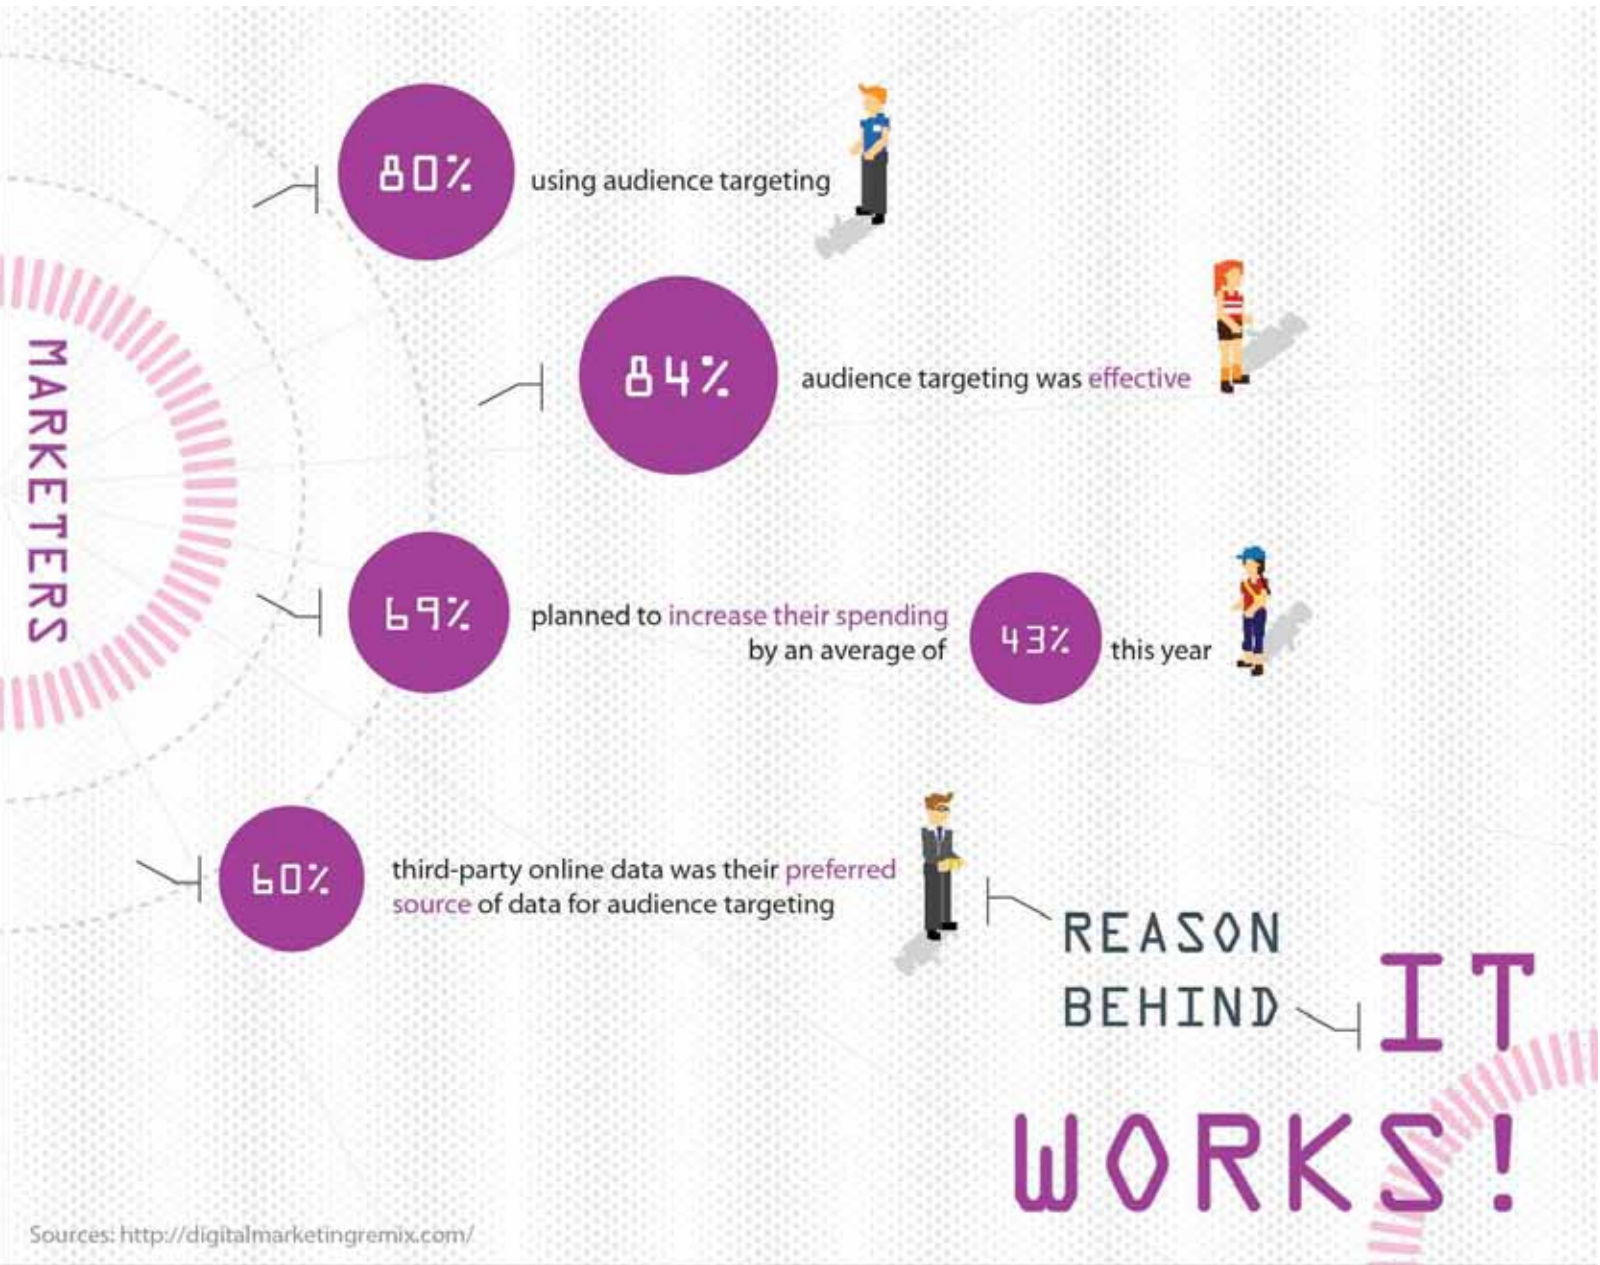 MARKETERS
80%
using audience targeting
84%
audience targeting was effective
69%
planned to increase their spending
by an average of
43%
this year
60%
third-party online data was their preferred
source of data for audience targeting
REASON
BEHIND
IT
WORKS!
Sources: http://digitalmarketingremix.com/